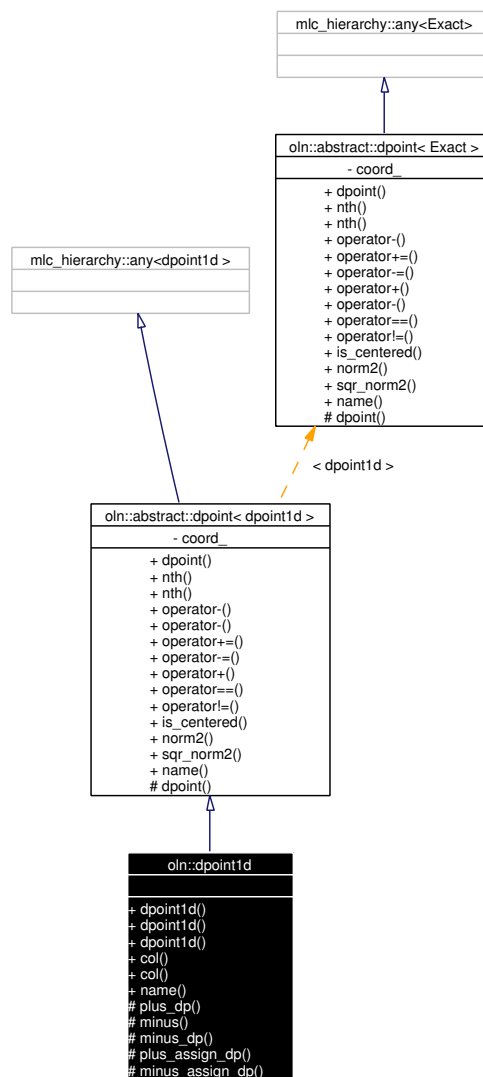 mlc_hierarchy::any<Exact>
oln::abstract::dpoint< Exact >
- coord_
+ dpoint()
+ nth()
+ nth()
+ operator-()
+ operator+=()
+ operator-=()
+ operator+()
+ operator-()
+ operator==()
+ operator!=()
+ is_centered()
+ norm2()
+ sqr_norm2()
+ name()
# dpoint()
mlc_hierarchy::any<dpoint1d >
< dpoint1d >
oln::abstract::dpoint< dpoint1d >
- coord_
+ dpoint()
+ nth()
+ nth()
+ operator-()
+ operator-()
+ operator+=()
+ operator-=()
+ operator+()
+ operator==()
+ operator!=()
+ is_centered()
+ norm2()
+ sqr_norm2()
+ name()
# dpoint()
oln::dpoint1d
+ dpoint1d()
+ dpoint1d()
+ dpoint1d()
+ col()
+ col()
+ name()
# plus_dp()
# minus()
# minus_dp()
# plus_assign_dp()
# minus_assign_dp()